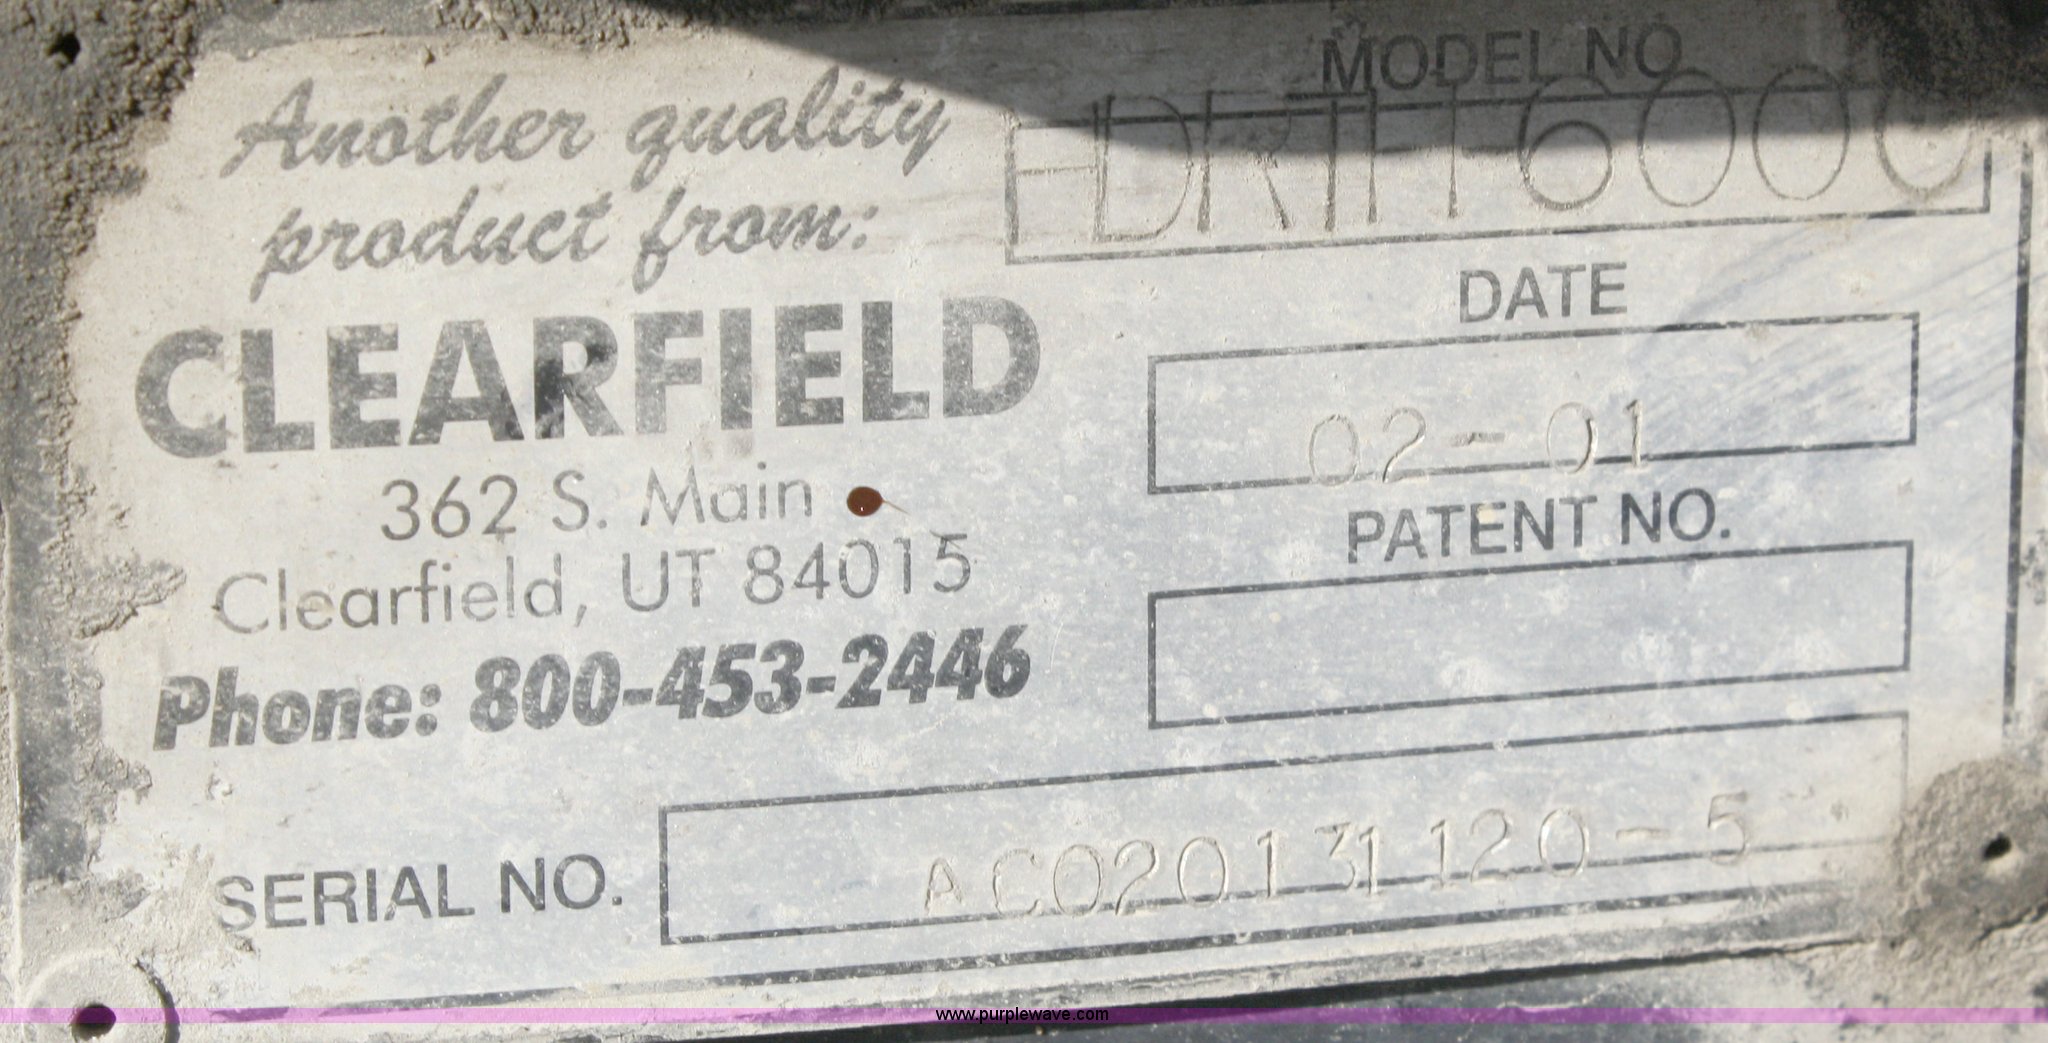 Another quality
product from:
CLEARFIELD
362 S. Main
Clearfield, UT 84015
Phone: 800-453-2446
MODEL NO
HDRTH6000
DATE
02-01
PATENT NO.
SERIAL NO. AC020131120-5
www.purplewave.com